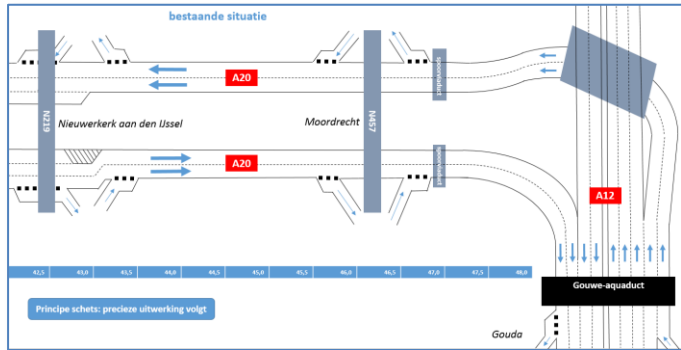 bestaande situatie
A20
N219
Nieuwerkerk aan den IJssel
Moordrecht
N457
spoorviaduct
A20
spoorviaduct
A12
42,5 43,0 43,5 44,0 44,5 45,0 45,5 46,0 46,5 47,0 47,5 48,0
Gouwe-aquaduct
Principe schets: precieze uitwerking volgt
Gouda